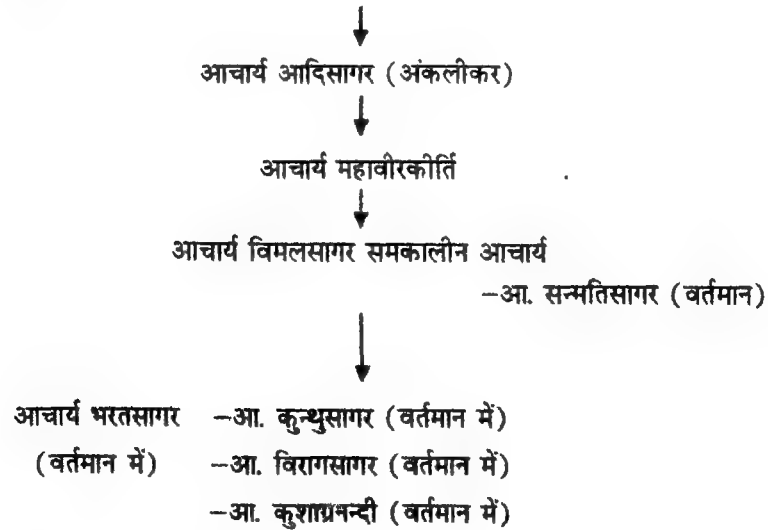 आचार्य आदिसागर (अंकलीकर)
आचार्य महावीरकीर्ति
आचार्य विमलसागर समकालीन आचार्य
–आ. सन्मतिसागर (वर्तमान)
आचार्य भरतसागर –आ. कुन्थुसागर (वर्तमान में)
(वर्तमान में) –आ. विरागसागर (वर्तमान में)
–आ. कुशाग्रनन्दी (वर्तमान में)